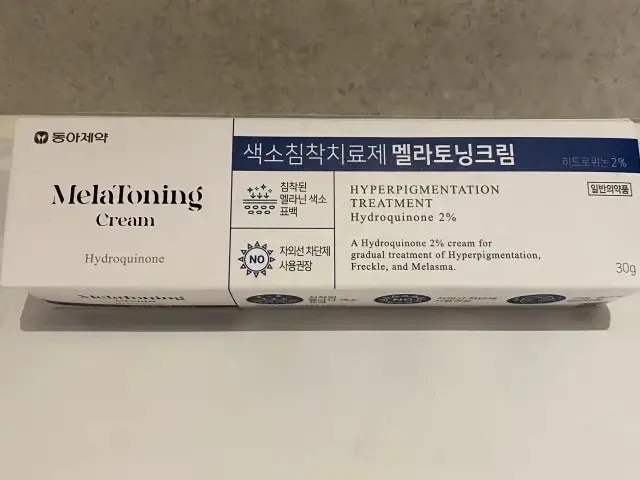 동아제약
MelaToning
Cream
Hydroquinone
색소침착치료제 멜라토닝크림
히드로퀴논 2%
침착된
멜라닌 색소
표백
NO
자외선 차단제
사용권장
HYPERPIGMENTATION
TREATMENT
Hydroquinone 2%
일반의약품
A Hydroquinone 2% cream for
gradual treatment of Hyperpigmentation,
Freckle, and Melasma.
30g
MelaToning